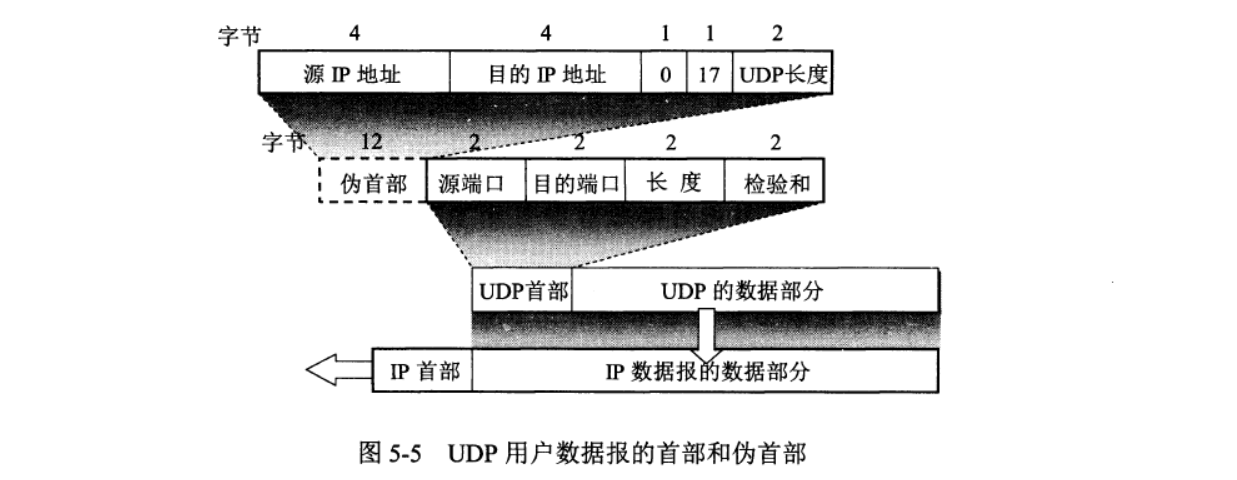 字节 4 4 1 1 2
源 IP 地址 目的 IP 地址 0 17 UDP长度
字节 12 2 2 2 2
伪首部 源端口 目的端口 长 度 检验和
UDP首部 UDP 的数据部分
IP 首部 IP 数据报的数据部分
图 5-5 UDP 用户数据报的首部和伪首部